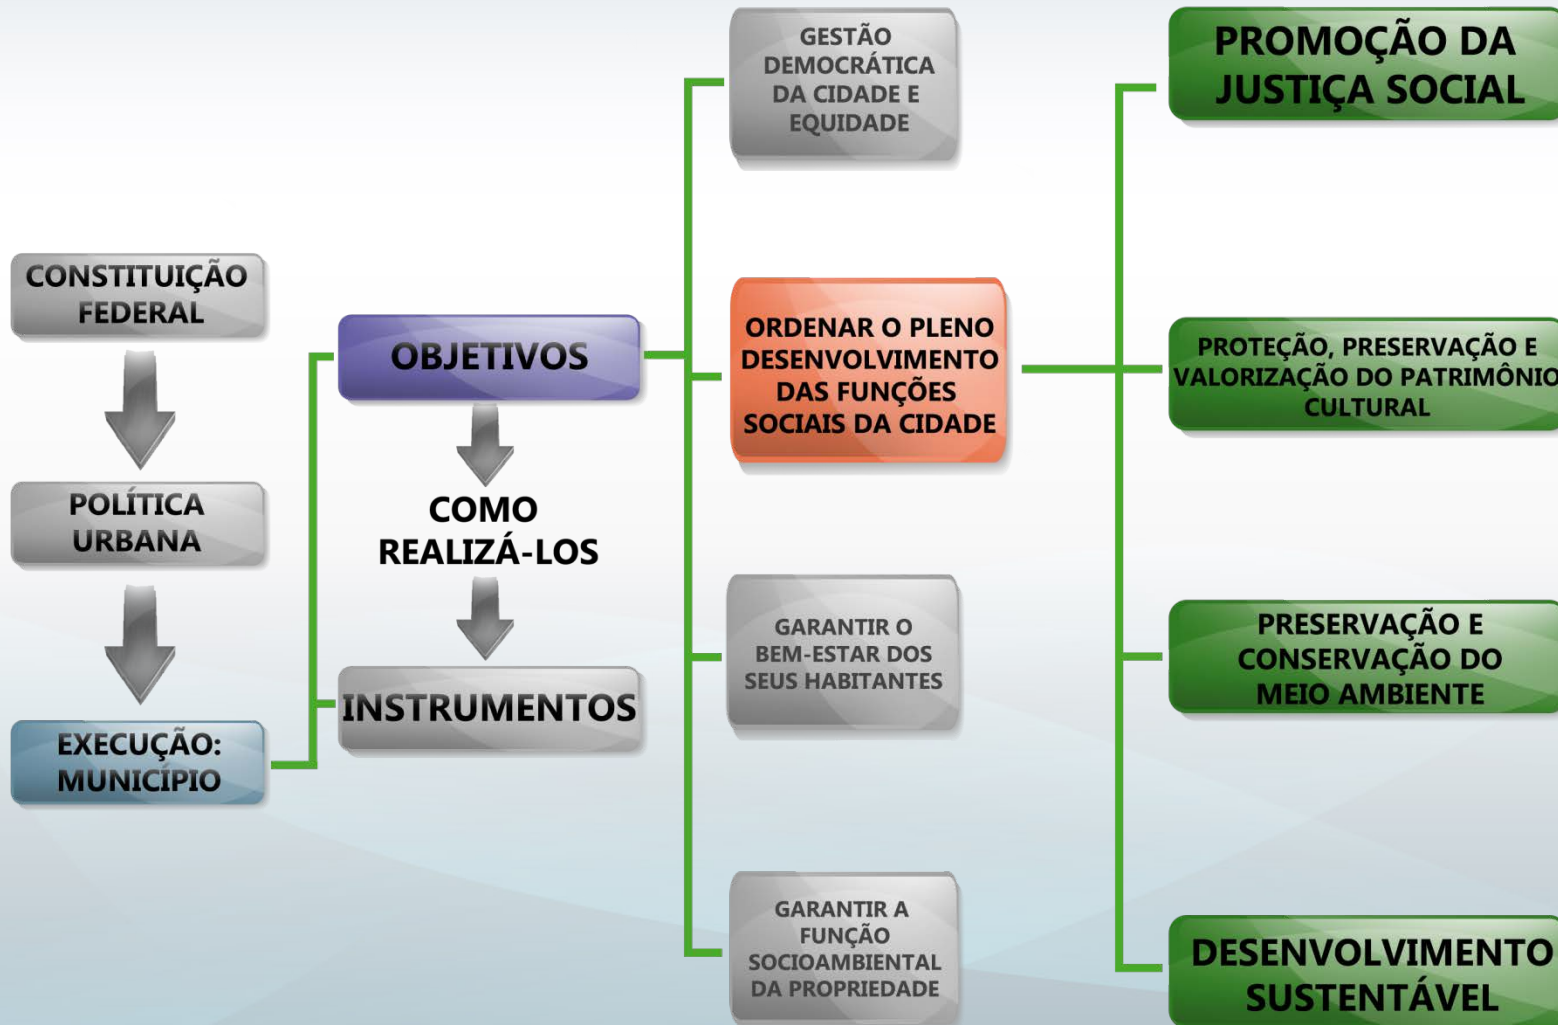 CONSTITUIÇÃO
FEDERAL
POLÍTICA
URBANA
EXECUÇÃO:
MUNICÍPIO
OBJETIVOS
COMO
REALIZÁ-LOS
INSTRUMENTOS
GESTÃO
DEMOCRÁTICA
DA CIDADE E
EQUIDADE
ORDENAR O PLENO
DESENVOLVIMENTO
DAS FUNÇÕES
SOCIAIS DA CIDADE
GARANTIR O
BEM-ESTAR DOS
SEUS HABITANTES
GARANTIR A
FUNÇÃO
SOCIOAMBIENTAL
DA PROPRIEDADE
PROMOÇÃO DA
JUSTIÇA SOCIAL
PROTEÇÃO, PRESERVAÇÃO E
VALORIZAÇÃO DO PATRIMÔNIO
CULTURAL
PRESERVAÇÃO E
CONSERVAÇÃO DO
MEIO AMBIENTE
DESENVOLVIMENTO
SUSTENTÁVEL